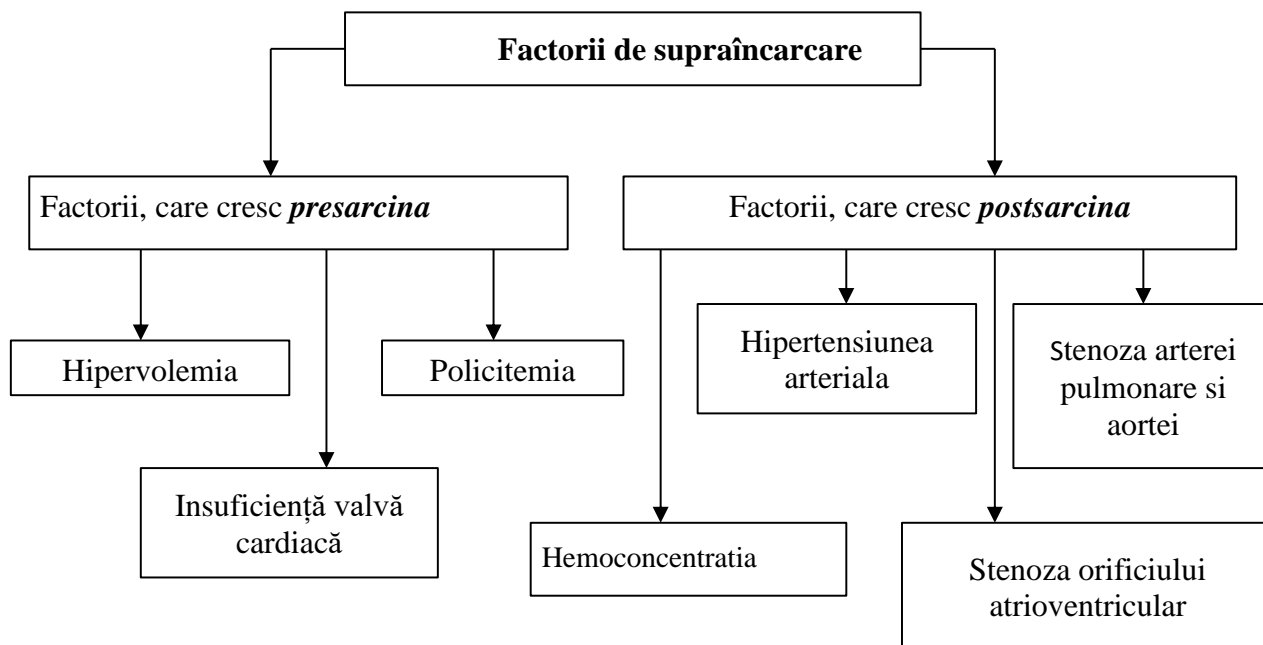 Factorii de supraîncarcare
Factorii, care cresc presarcina
Factorii, care cresc postsarcina
Hipervolemia
Policitemia
Insuficiență valvă
cardiacă
Hipertensiunea
arteriala
Stenoza arterei
pulmonare si
aortei
Hemoconcentratia
Stenoza orificiului
atrioventricular